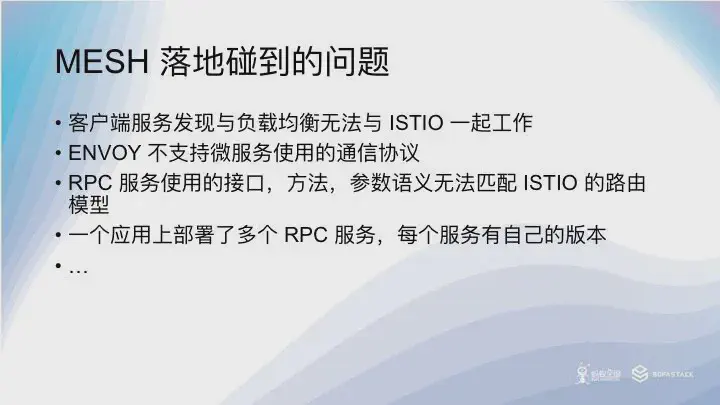 MESH 落地碰到的问题
• 客户端服务发现与负载均衡无法与 ISTIO 一起工作
• ENVOY 不支持微服务使用的通信协议
• RPC 服务使用的接口，方法，参数语义无法匹配 ISTIO 的路由
模型
• 一个应用上部署了多个 RPC 服务，每个服务有自己的版本
• …
蚂蚁金服
SOFASTACK